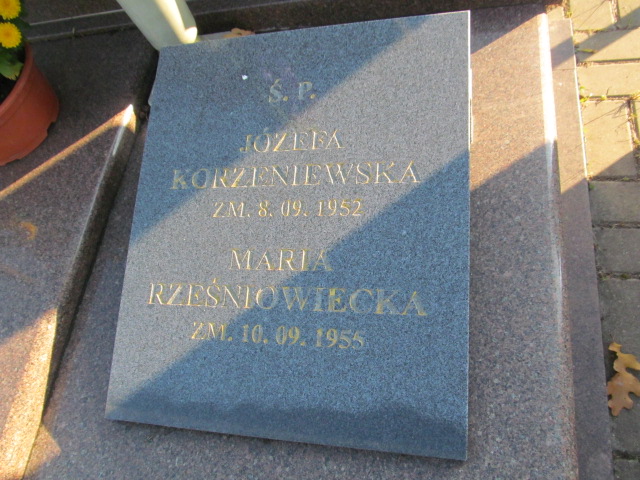 Ś. P.
JÓZEFA
KORZENIEWSKA
ZM. 8. 09. 1952
MARIA
RZEŚNIOWIECKA
ZM. 10. 09. 1955